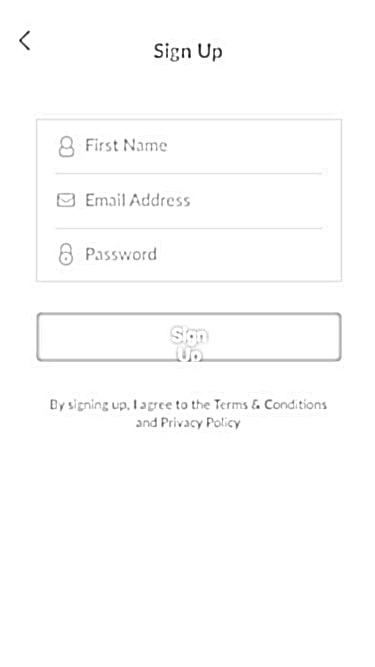 Sign Up
First Name
Email Address
Password
Sign
Up
By signing up, I agree to the Terms & Conditions
and Privacy Policy